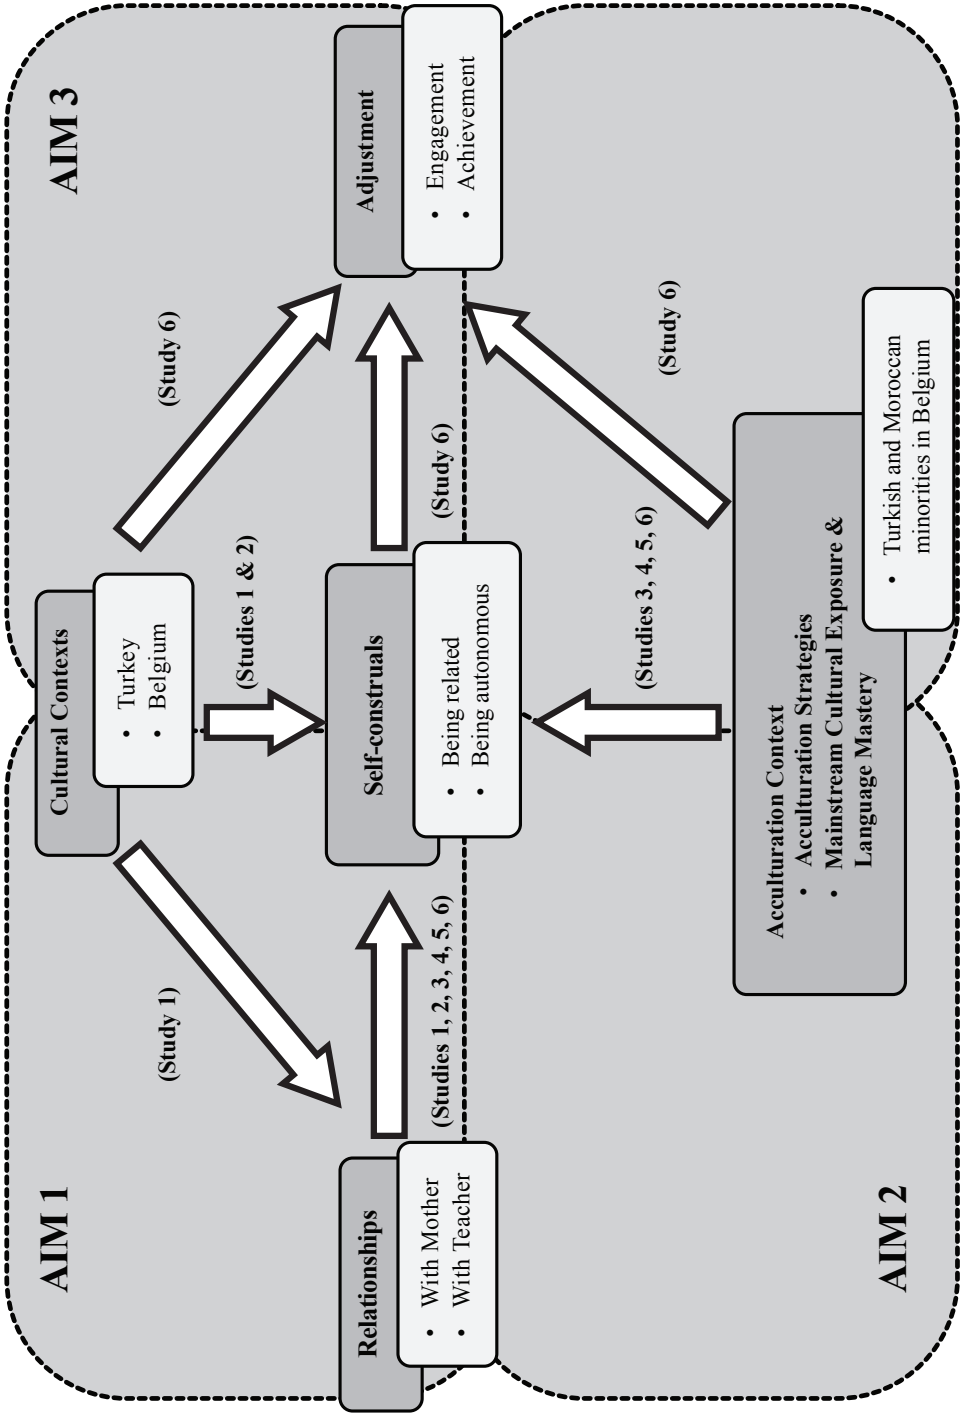 AIM 1
AIM 3
Cultural Contexts
• Turkey
• Belgium
(Study 1)
(Studies 1 & 2)
(Study 6)
Relationships
• With Mother
• With Teacher
(Studies 1, 2, 3, 4, 5, 6)
Self-construals
• Being related
• Being autonomous
(Study 6)
Adjustment
• Engagement
• Achievement
(Studies 3, 4, 5, 6)
(Study 6)
Acculturation Context
• Acculturation Strategies
• Mainstream Cultural Exposure &
Language Mastery
• Turkish and Moroccan
minorities in Belgium
AIM 2